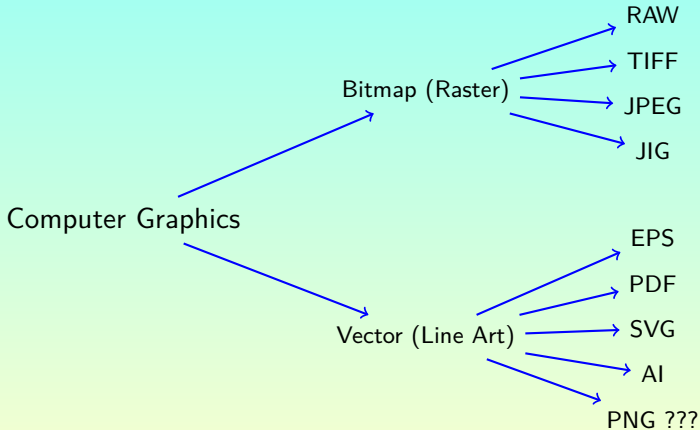 RAW
TIFF
Bitmap (Raster)
JPEG
JIG
Computer Graphics
EPS
PDF
SVG
Vector (Line Art)
AI
PNG ???